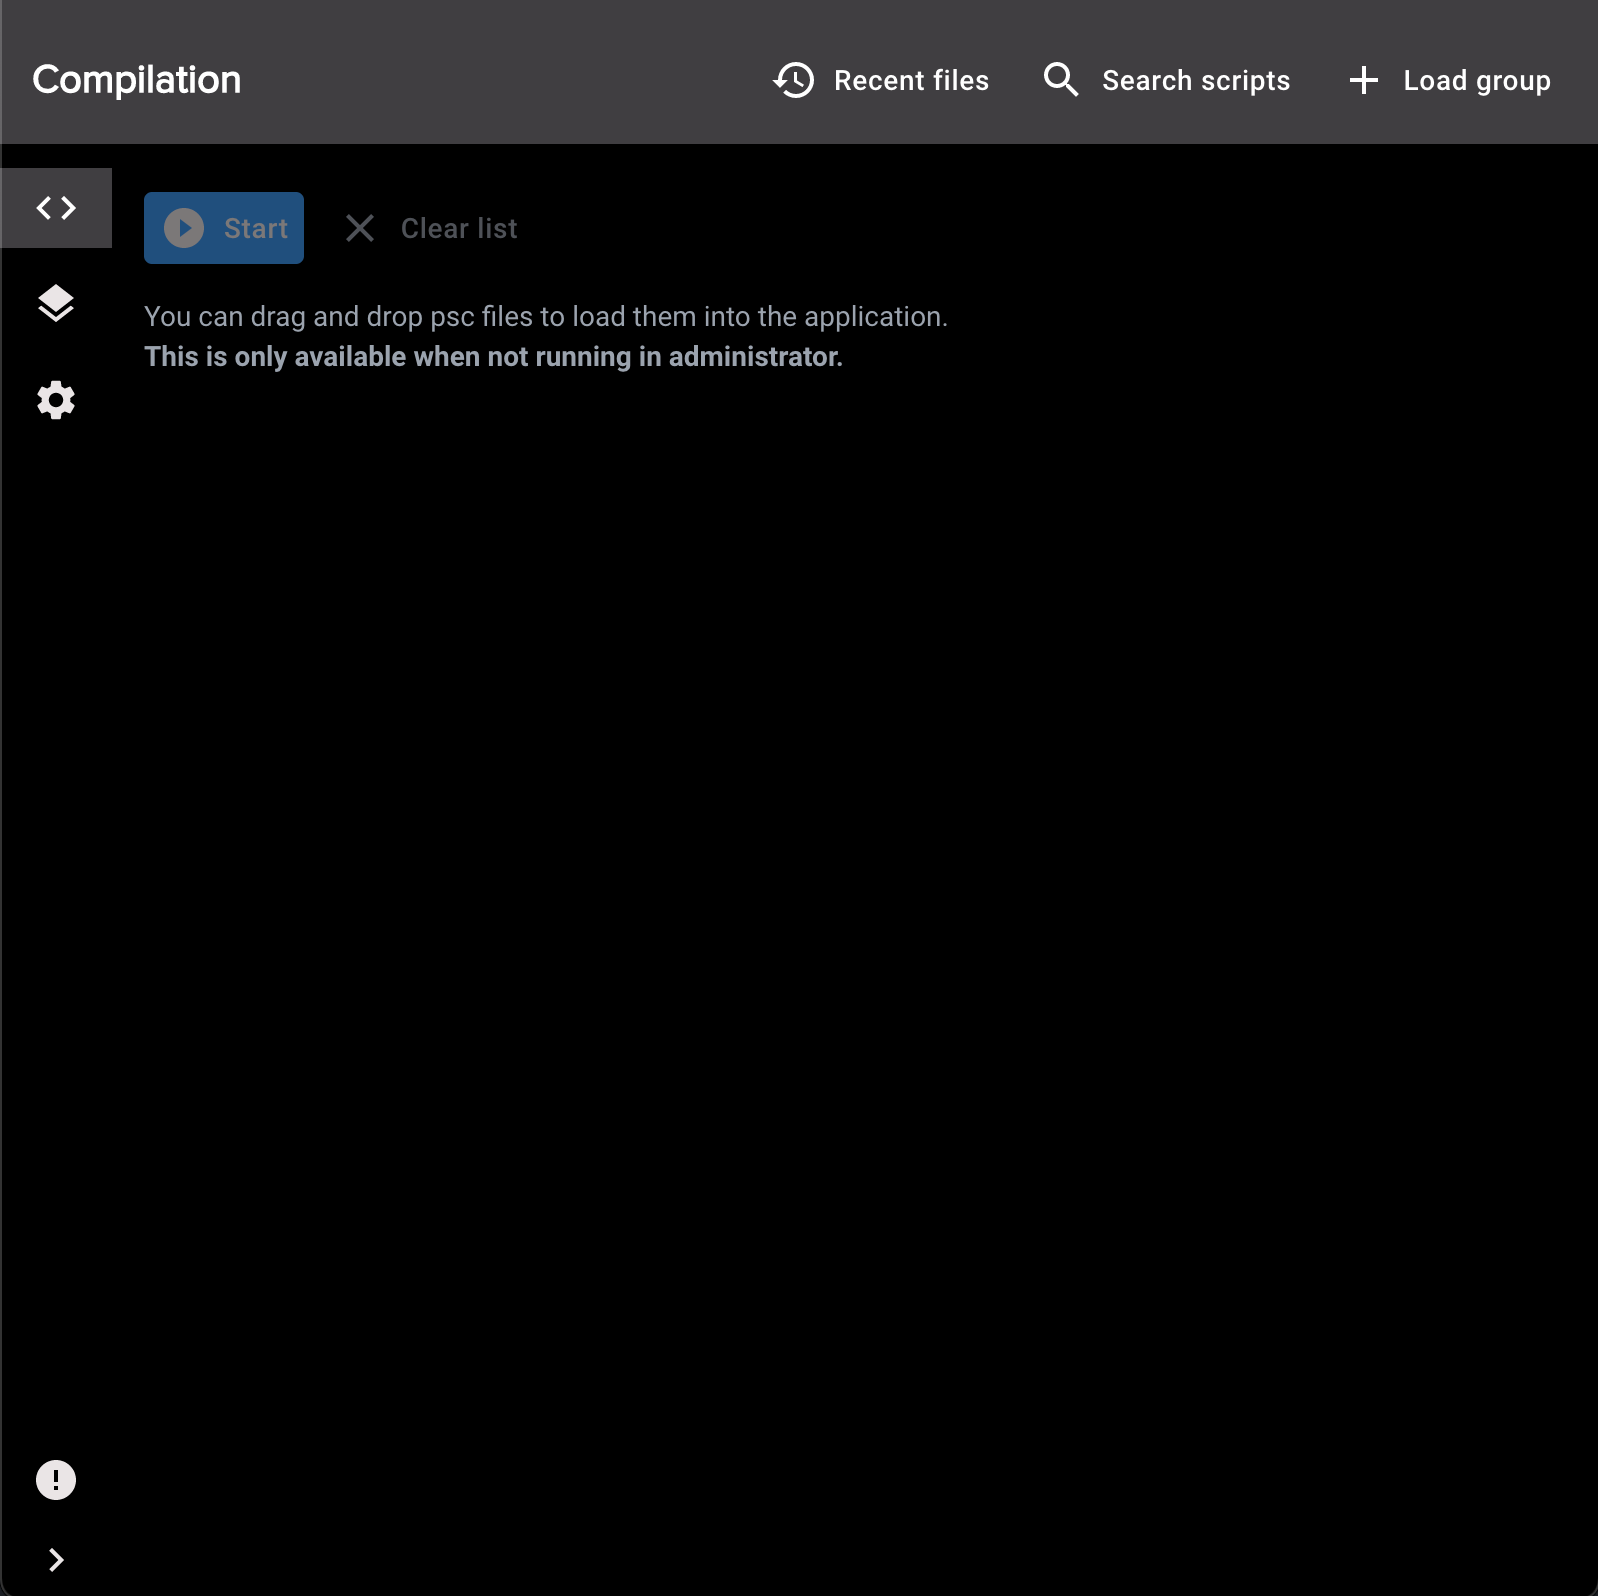 Compilation
Recent files
Search scripts
Load group
Start
Clear list
You can drag and drop psc files to load them into the application.
This is only available when not running in administrator.